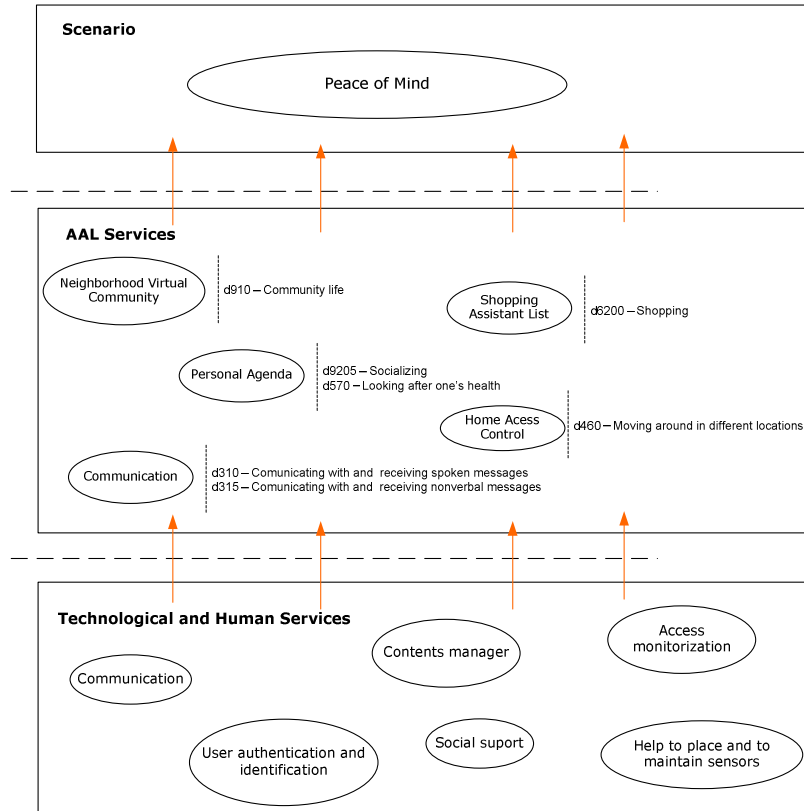 Scenario
Peace of Mind
AAL Services
Neighborhood Virtual
Community
d910 – Community life
Shopping
Assistant List
d6200 – Shopping
Personal Agenda
d9205 – Socializing
d570 – Looking after one's health
Home Acess
Control
d460 – Moving around in different locations
Communication
d310 – Comunicating with and receiving spoken messages
d315 – Comunicating with and receiving nonverbal messages
Technological and Human Services
Contents manager
Access
monitorization
Communication
User authentication and
identification
Social suport
Help to place and to
maintain sensors